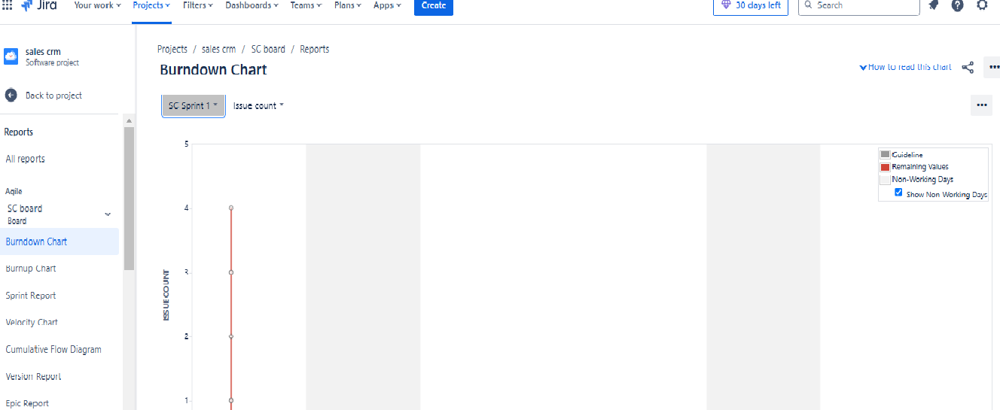 Jira Your work Projects Filters Dashboards Teams Plans Apps Create 30 days left Search
sales crm
Software project
Back to project
Reports
All reports
Agile
SC board
Board
Burndown Chart
Burnup Chart
Sprint Report
Velocity Chart
Cumulative Flow Diagram
Version Report
Epic Report
Projects / sales crm / SC board / Reports
Burndown Chart
How to read this chart
SC Sprint 1 Issue count
5
4
3
2
1
ISSUE COUNT
Guideline
Remaining Values
Non-Working Days
Show Non-Working Days